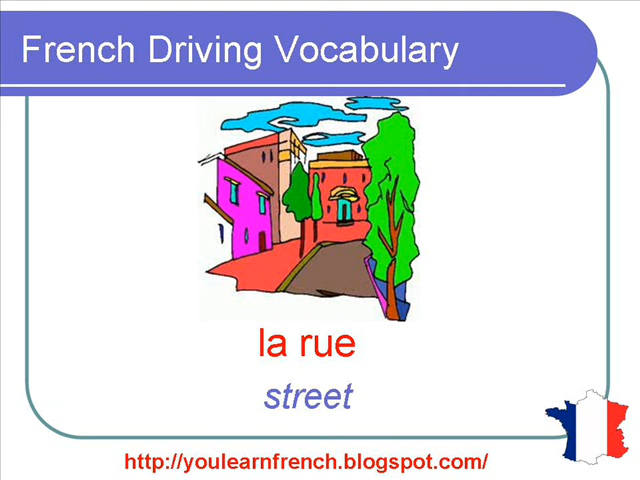 French Driving Vocabulary
la rue
street
http://youlearnfrench.blogspot.com/